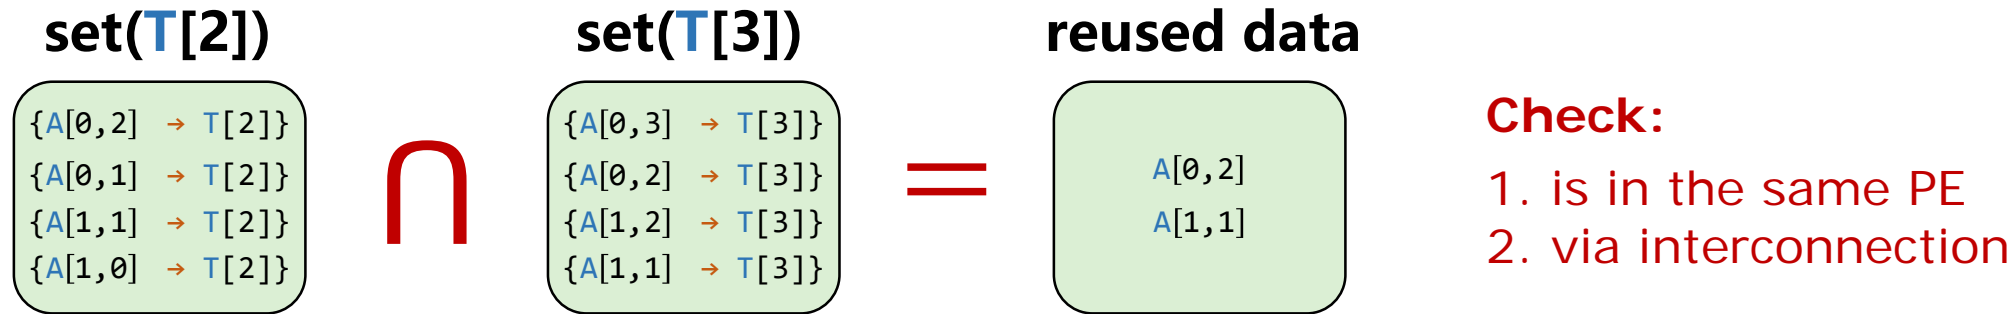 set(T[2])
{A[0,2] → T[2]}
{A[0,1] → T[2]}
{A[1,1] → T[2]}
{A[1,0] → T[2]}
∩
set(T[3])
{A[0,3] → T[3]}
{A[0,2] → T[3]}
{A[1,2] → T[3]}
{A[1,1] → T[3]}
=
reused data
A[0,2]
A[1,1]
Check:
1. is in the same PE
2. via interconnection